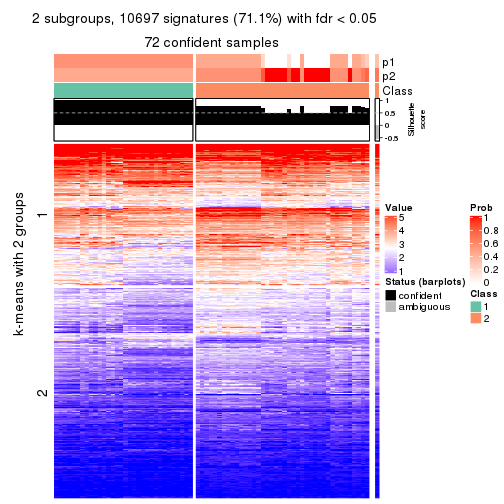 2 subgroups, 10697 signatures (71.1%) with fdr < 0.05
72 confident samples
p1
p2
Class
1
0.5
0
-0.5
Silhouette
score
k-means with 2 groups
1
2
Value
5
4
3
2
1
Prob
1
0.8
0.6
0.4
0.2
0
Status (barplots)
confident
ambiguous
Class
1
2